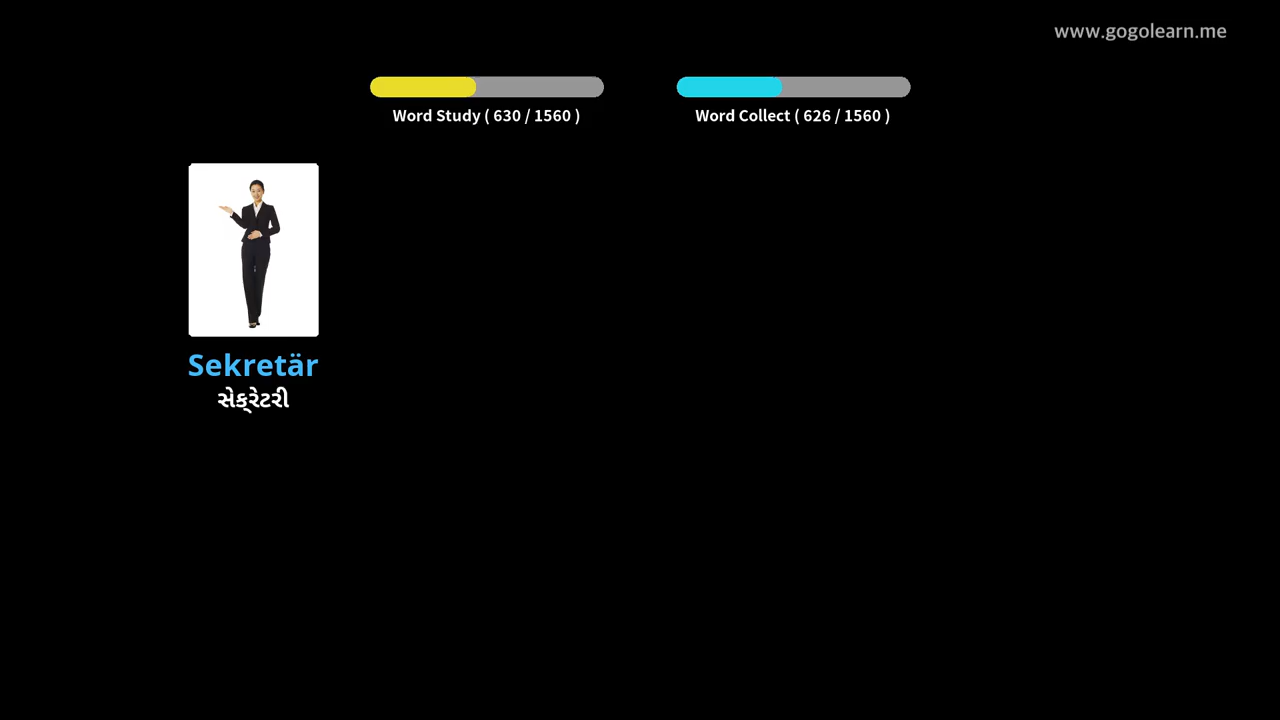 www.gogolearn.me
Word Study ( 630 / 1560 )
Word Collect ( 626 / 1560 )
Sekretär
સેક્રેટરી